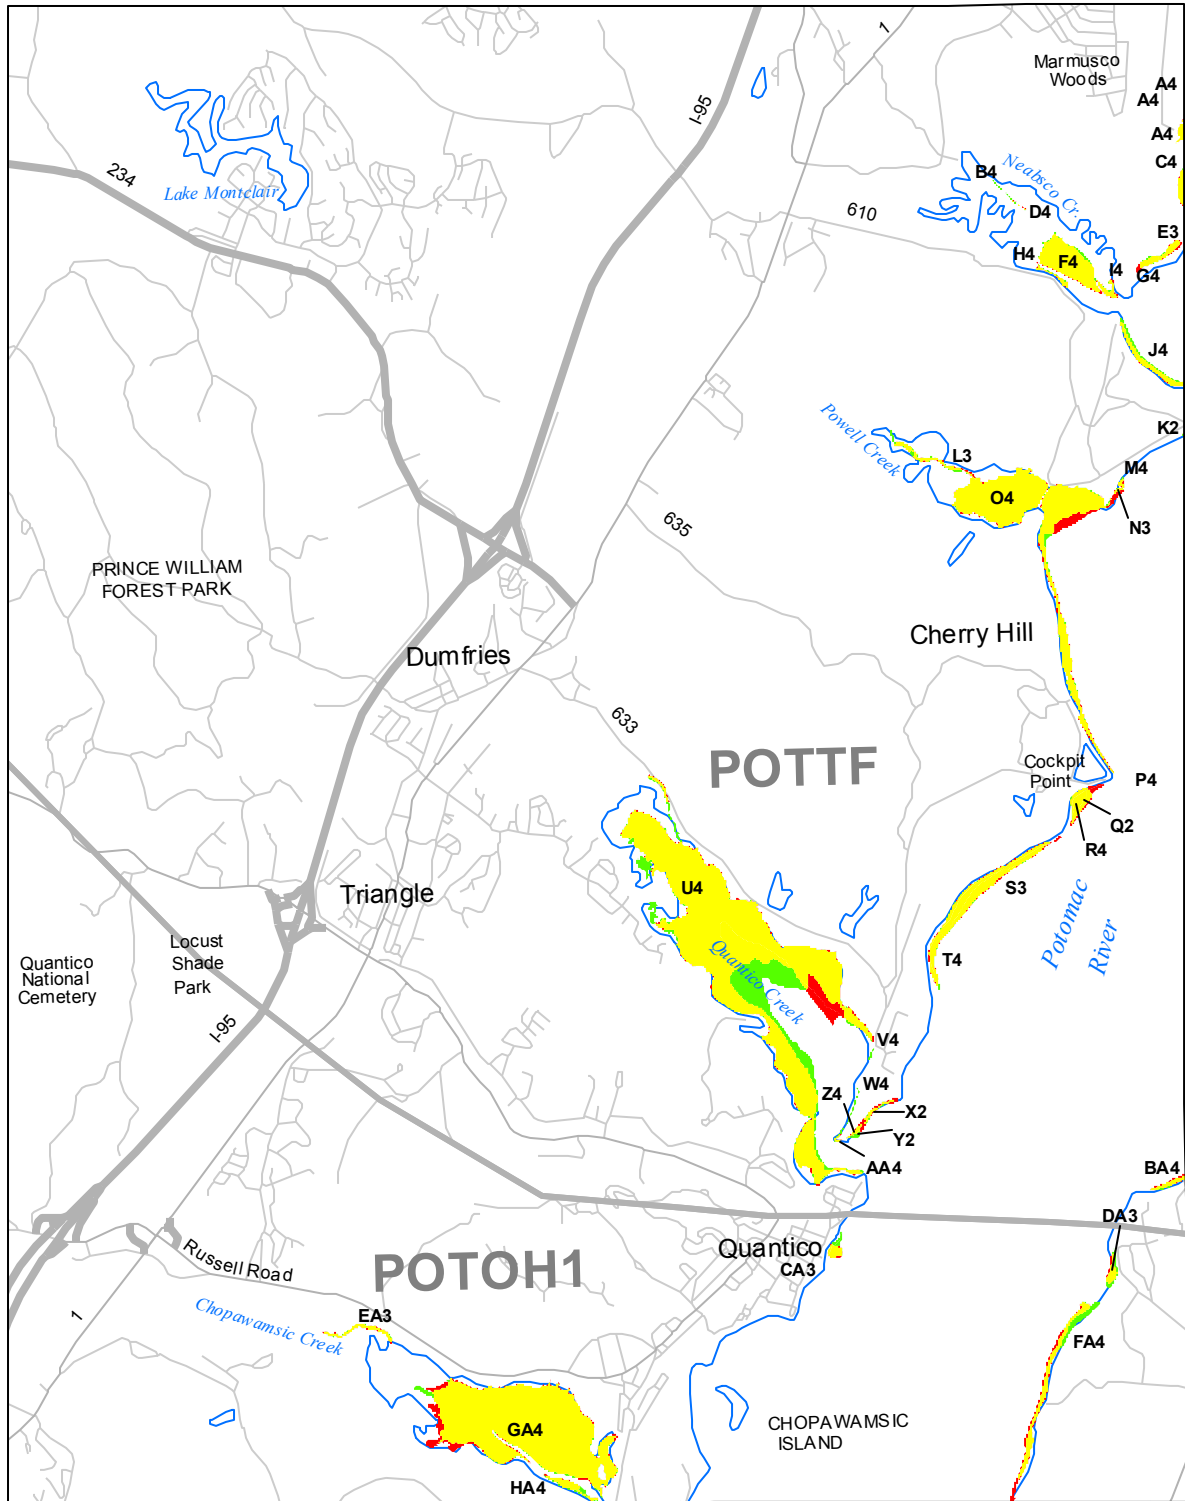 1
Marmusco
Woods
A4
A4
I-95
A4
C4
234
Lake Montclair
B4
Neabsco Cr.
D4
610
E3
H4
F4
I4
G4
J4
Powell Creek
K2
L3
M4
O4
N3
635
PRINCE WILLIAM
FOREST PARK
Cherry Hill
Dumfries
633
POTTF
Cockpit
Point
P4
Q2
R4
U4
S3
Triangle
Potomac
River
Locust
Shade
Park
Quantico
National
Cemetery
T4
Quantico Creek
I-95
V4
W4
Z4
X2
Y2
AA4
BA4
DA3
Quantico
CA3
Russell Road
POTOH1
1
Chopawamsic
Creek
EA3
FA4
GA4
CHOPAWAMSIC
ISLAND
HA4